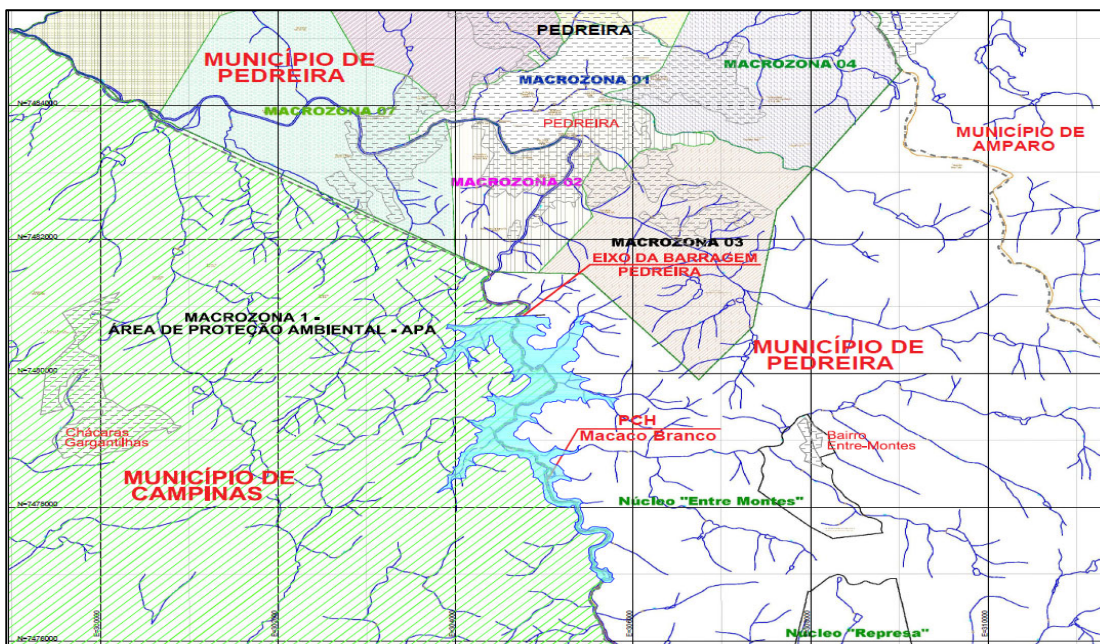 PEDREIRA
MUNICÍPIO DE
PEDREIRA
MACROZONA 04
MACROZONA 01
N=7484000
MACROZONA 07
PEDREIRA
MUNICÍPIO
DE AMPARO
MACROZONA 02
N=7482000
MACROZONA 03
EIXO DA BARRAGEM
PEDREIRA
MACROZONA 1 -
ÁREA DE PROTEÇÃO AMBIENTAL - APA
MUNICÍPIO DE
PEDREIRA
N=7480000
PCH
Macaco Branco
Chácaras
Gargantilhas
Bairro
Entre-Montes
MUNICÍPIO DE
CAMPINAS
Núcleo "Entre Montes"
N=7478000
Núcleo "Represa"
N=7476000